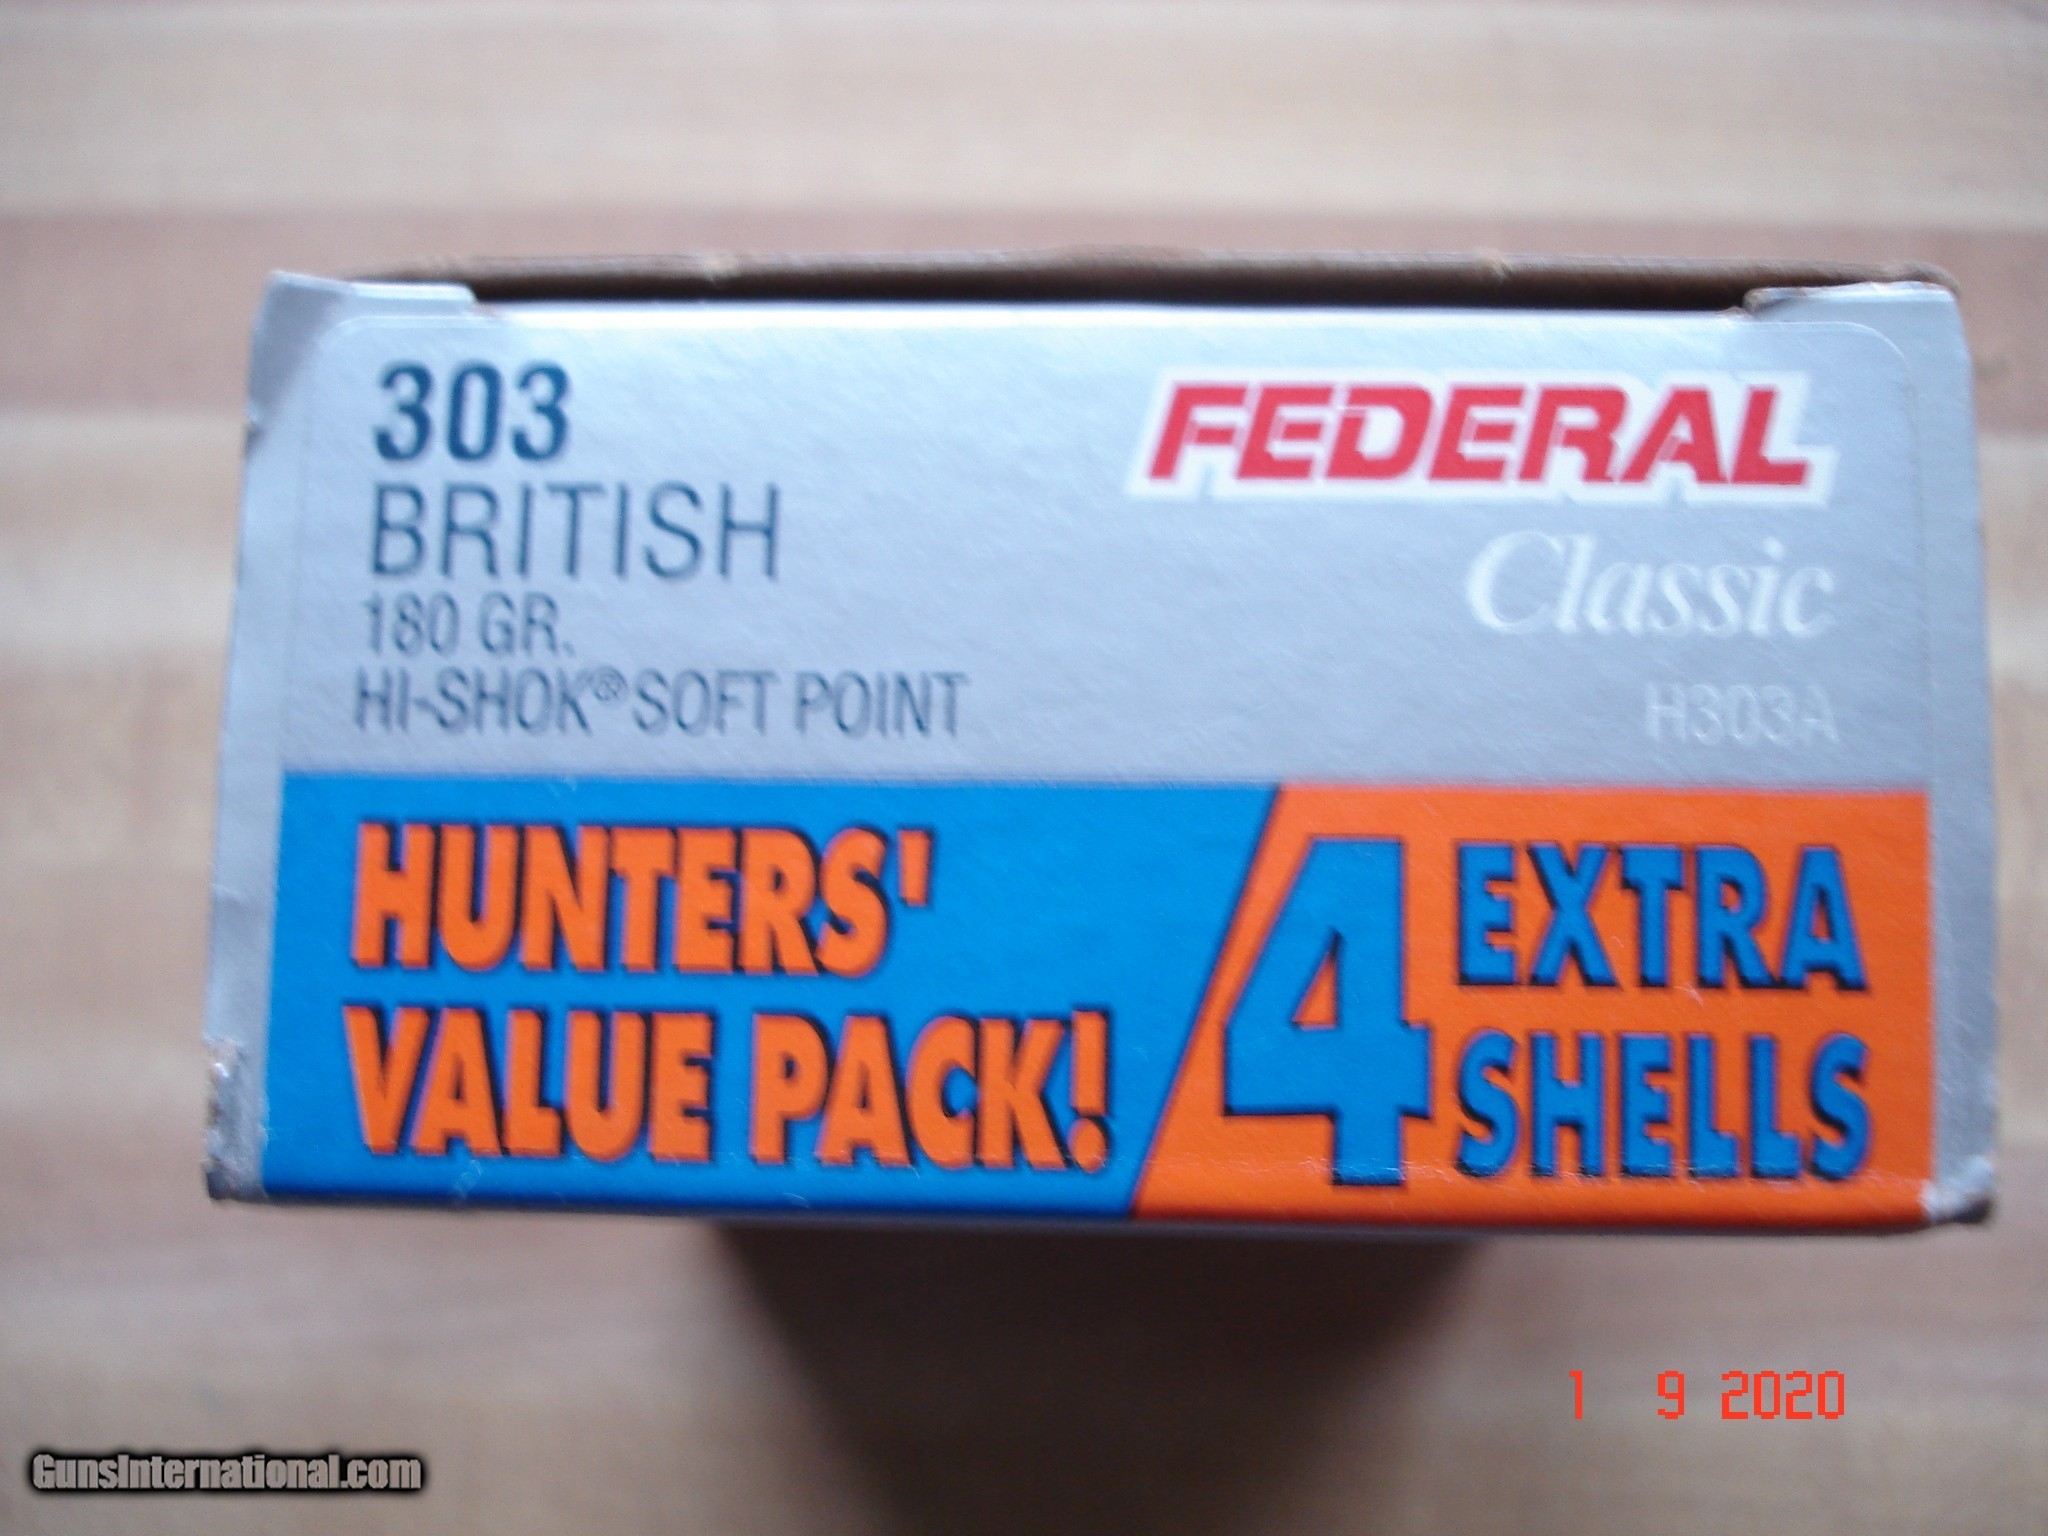 303
BRITISH
180 GR.
HI-SHOK® SOFT POINT
FEDERAL
Classic
H303A
HUNTERS'
VALUE PACK!
4 EXTRA
SHELLS
1 9 2020
GunsInternational.com